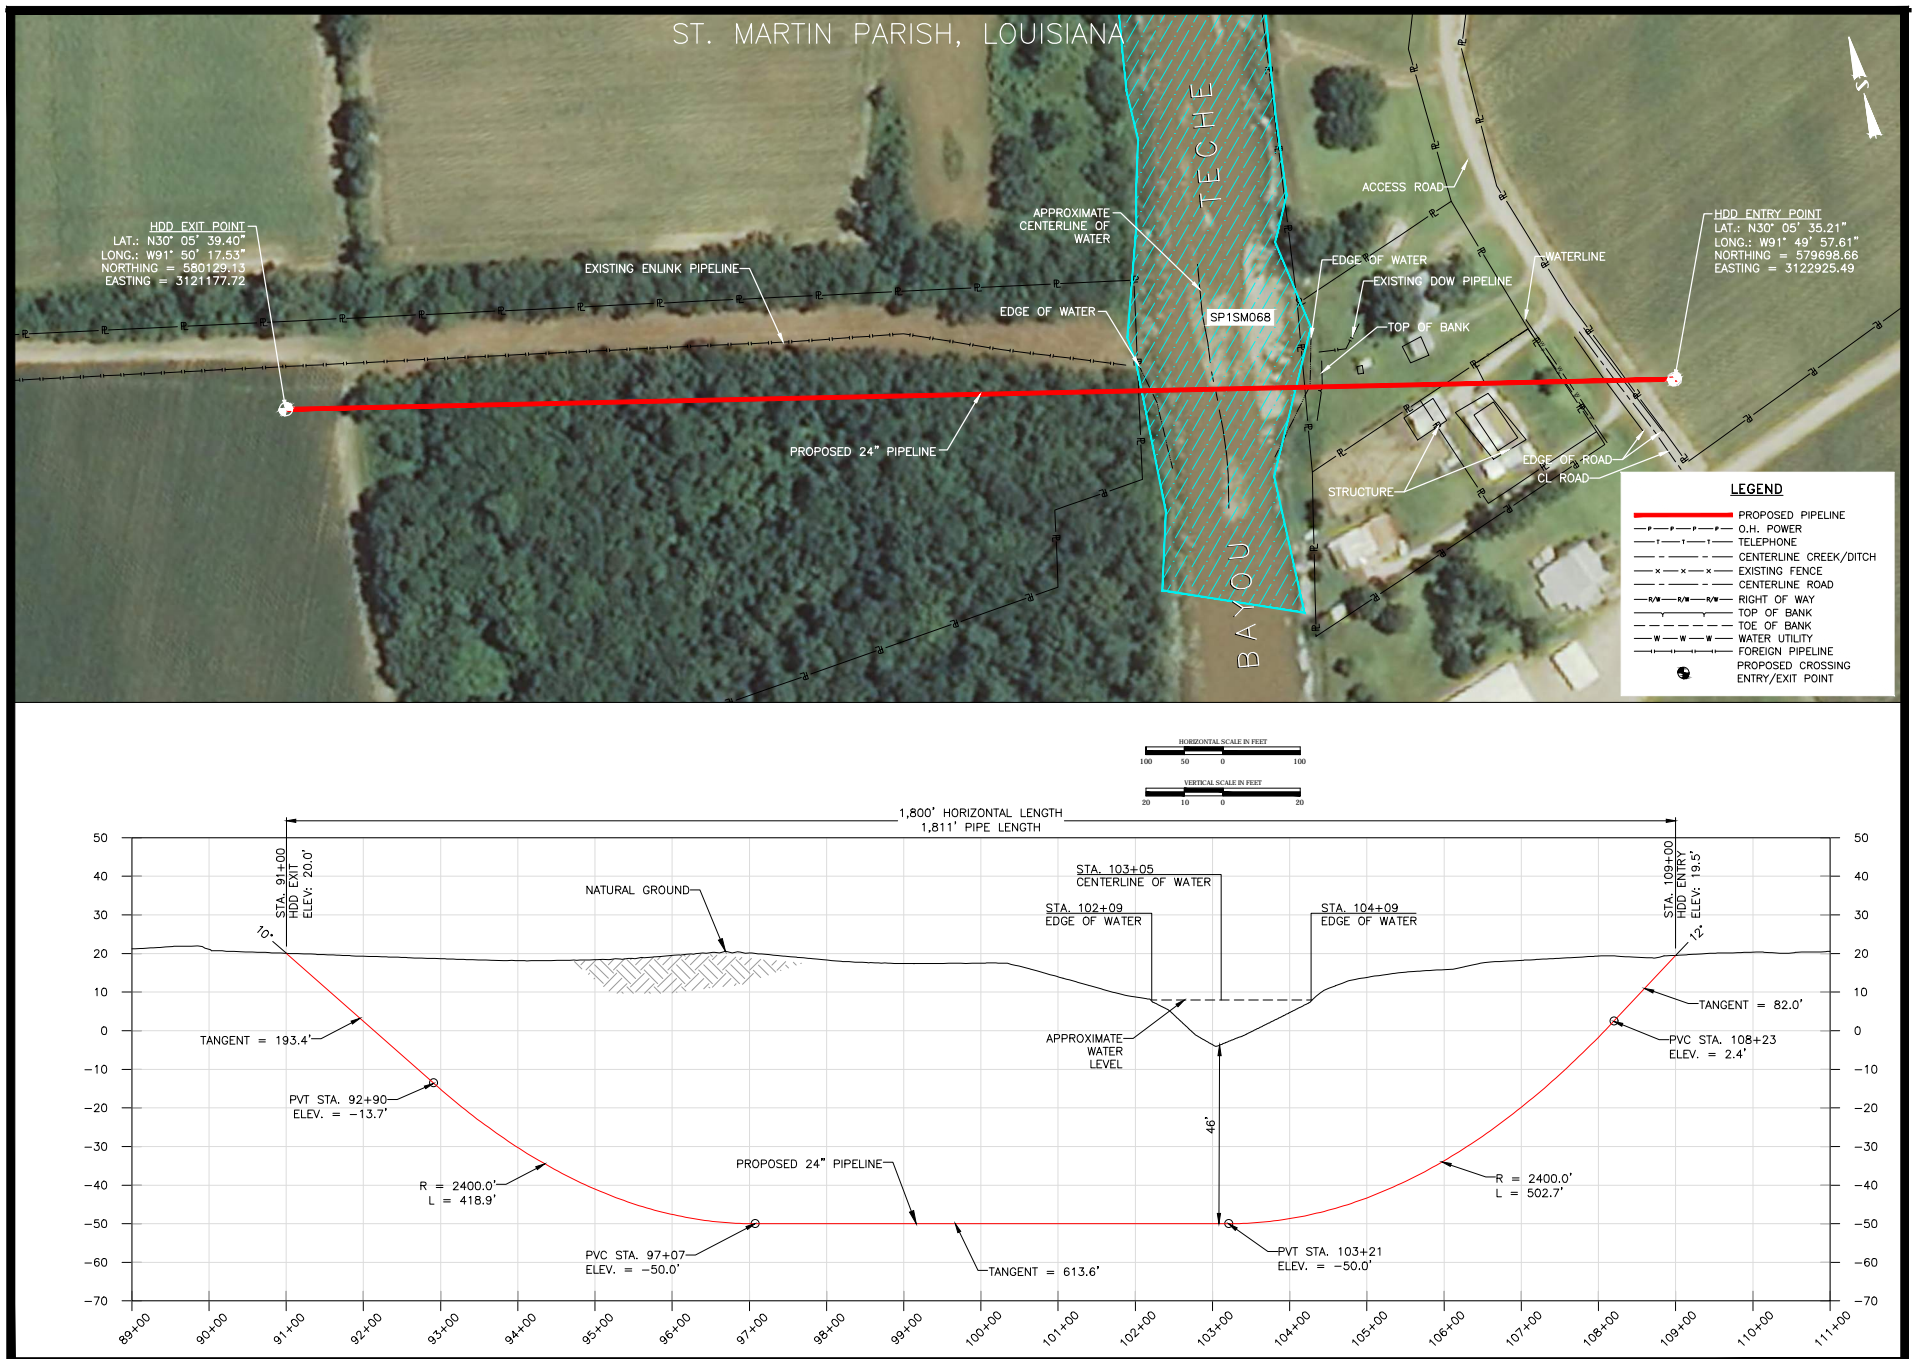 ST. MARTIN PARISH, LOUISIANA
TECHE
BAYOU
N
HDD EXIT POINT
LAT.: N30° 05' 39.40"
LONG.: W91° 50' 17.53"
NORTHING = 580129.13
EASTING = 3121177.72
EXISTING ENLINK PIPELINE
APPROXIMATE
CENTERLINE OF
WATER
EDGE OF WATER
PROPOSED 24" PIPELINE
SP1SM068
ACCESS ROAD
EDGE OF WATER
WATERLINE
EXISTING DOW PIPELINE
TOP OF BANK
HDD ENTRY POINT
LAT.: N30° 05' 35.21"
LONG.: W91° 49' 57.61"
NORTHING = 579698.66
EASTING = 3122925.49
EDGE OF ROAD
CL ROAD
STRUCTURE
LEGEND
PROPOSED PIPELINE
O.H. POWER
TELEPHONE
CENTERLINE CREEK/DITCH
EXISTING FENCE
CENTERLINE ROAD
RIGHT OF WAY
TOP OF BANK
TOE OF BANK
WATER UTILITY
FOREIGN PIPELINE
PROPOSED CROSSING
ENTRY/EXIT POINT
HORIZONTAL SCALE IN FEET
100 50 0 100
VERTICAL SCALE IN FEET
20 10 0 20
1,800' HORIZONTAL LENGTH
1,811' PIPE LENGTH
50
40
30
20
10
0
-10
-20
-30
-40
-50
-60
-70
STA. 91+00
HDD EXIT
ELEV: 20.0'
10°
NATURAL GROUND
STA. 103+05
CENTERLINE OF WATER
STA. 102+09
EDGE OF WATER
STA. 104+09
EDGE OF WATER
STA. 109+00
HDD ENTRY
ELEV: 19.5'
12°
TANGENT = 193.4'
PVT STA. 92+90
ELEV. = -13.7'
R = 2400.0'
L = 418.9'
PROPOSED 24" PIPELINE
PVC STA. 97+07
ELEV. = -50.0'
TANGENT = 613.6'
APPROXIMATE
WATER
LEVEL
46'
PVT STA. 103+21
ELEV. = -50.0'
R = 2400.0'
L = 502.7'
TANGENT = 82.0'
PVC STA. 108+23
ELEV. = 2.4'
50
40
30
20
10
0
-10
-20
-30
-40
-50
-60
-70
89+00 90+00 91+00 92+00 93+00 94+00 95+00 96+00 97+00 98+00 99+00 100+00 101+00 102+00 103+00 104+00 105+00 106+00 107+00 108+00 109+00 110+00 111+00